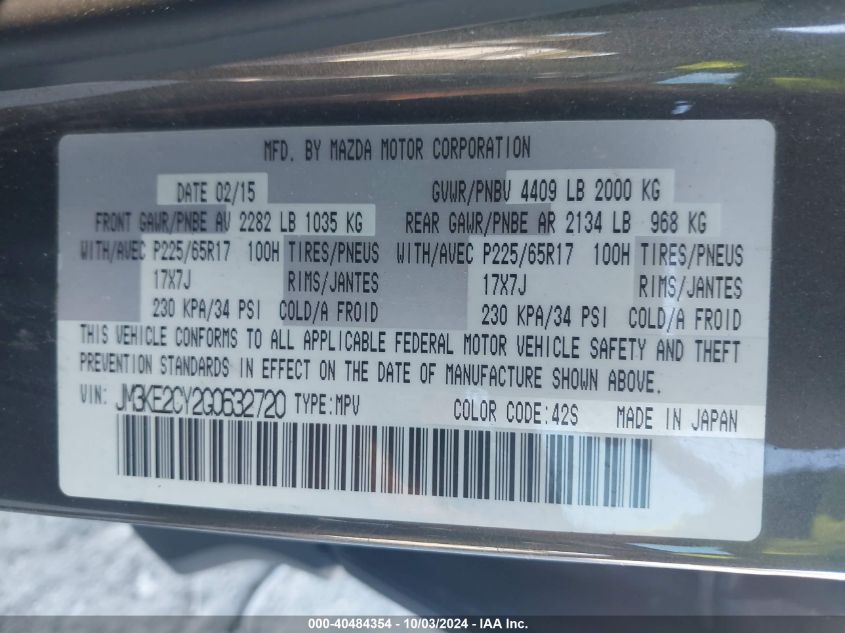 MFD. BY MAZDA MOTOR CORPORATION
DATE 02/15 GVWR/PNBV 4409 LB 2000 KG
FRONT GAWR/PNBE AV 2282 LB 1035 KG REAR GAWR/PNBE AR 2134 LB 968 KG
WITH/AVEC P225/65R17 100H TIRES/PNEUS WITH/AVEC P225/65R17 100H TIRES/PNEUS
17X7J RIMS/JANTES 17X7J RIMS/JANTES
230 KPA/34 PSI COLD/A FROID 230 KPA/34 PSI COLD/A FROID
THIS VEHICLE CONFORMS TO ALL APPLICABLE FEDERAL MOTOR VEHICLE SAFETY AND THEFT
PREVENTION STANDARDS IN EFFECT ON THE DATE OF MANUFACTURE SHOWN ABOVE.
VIN: JM3KE2CY2G0632720 TYPE:MPV COLOR CODE:42S MADE IN JAPAN
000-40484354 - 10/03/2024 - IAA Inc.